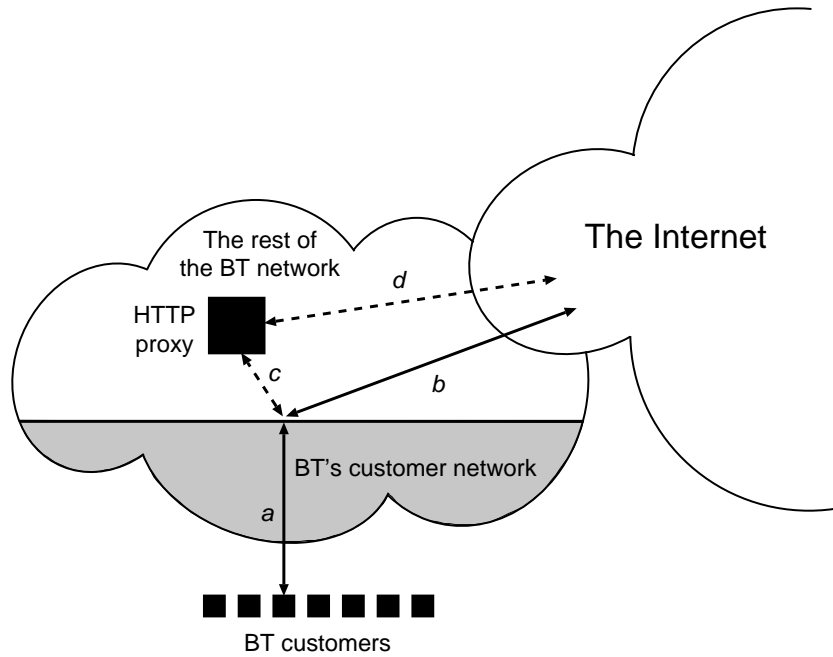 The Internet
The rest of
the BT network
d
HTTP
proxy
c
b
BT’s customer network
a
BT customers